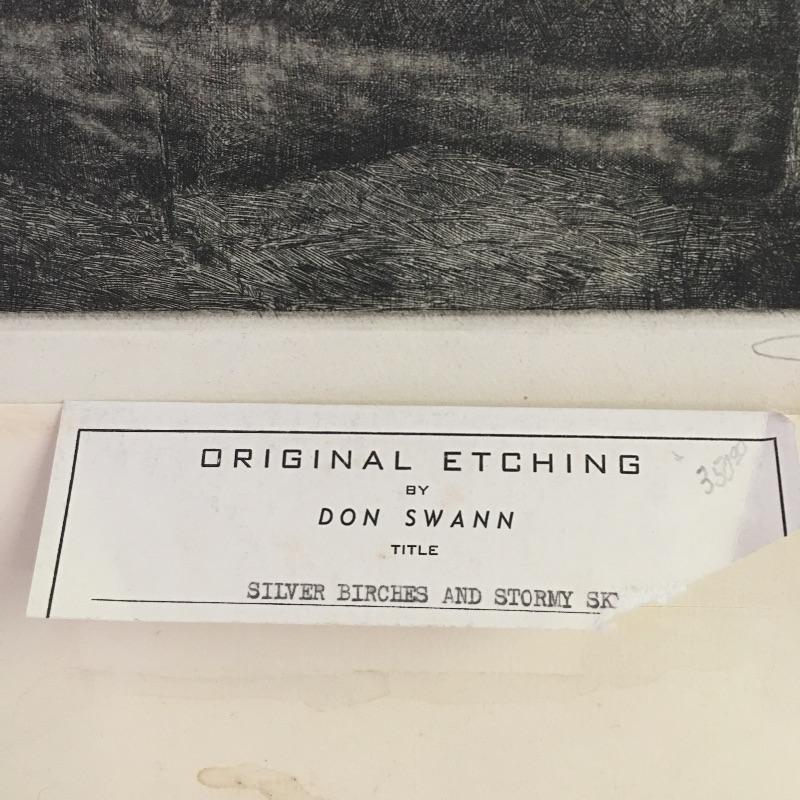 ORIGINAL ETCHING
BY
DON SWANN
TITLE
SILVER BIRCHES AND STORMY SK